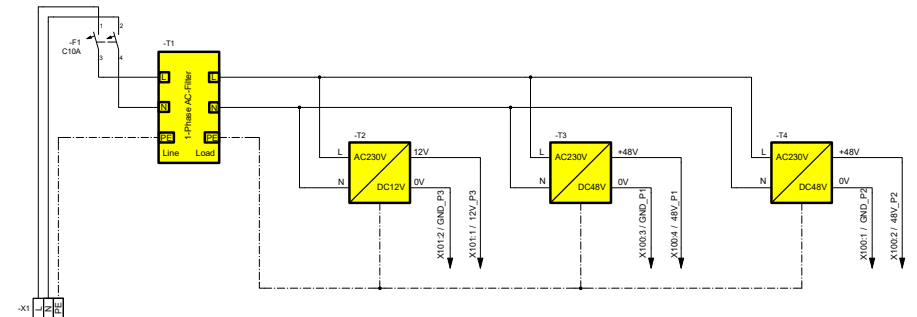 1 2
-F1
C10A
3 4
-T1
L L
N N
PE PE
1-Phase AC-Filter
Line Load
-T2
L AC230V 12V
N DC12V 0V
X101:2 / GND_P3
X101:1 / 12V_P3
-T3
L AC230V +48V
N DC48V 0V
X100:3 / GND_P1
X100:4 / 48V_P1
-T4
L AC230V +48V
N DC48V 0V
X100:1 / GND_P2
X100:2 / 48V_P2
-X1 L N PE